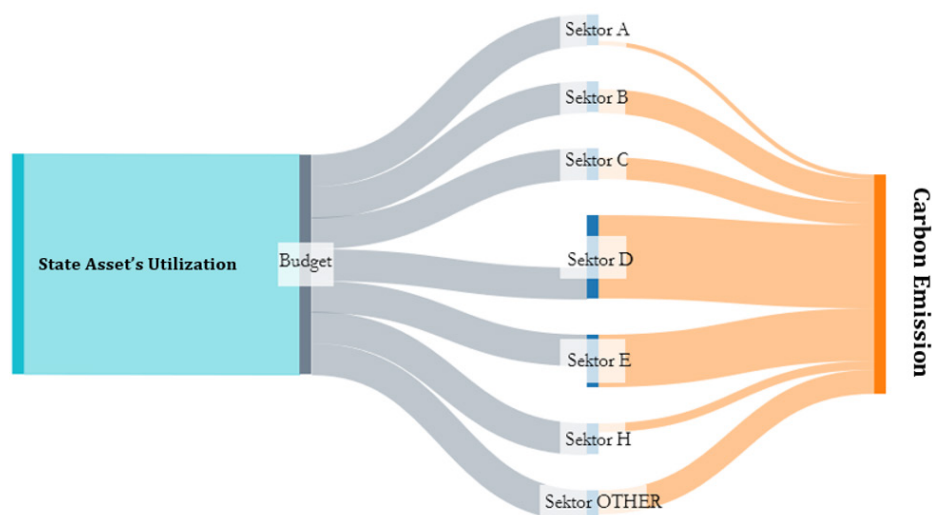 Sektor A
Sektor B
Sektor C
State Asset's Utilization
Budget
Sektor D
Sektor E
Sektor H
Sektor OTHER
Carbon Emission